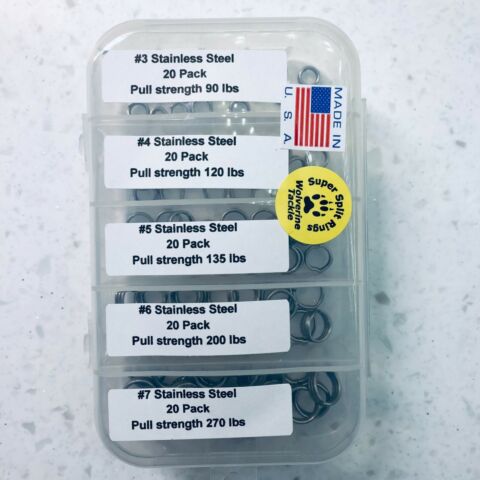 #3 Stainless Steel
20 Pack
Pull strength 90 lbs
MADE IN
U. S. A
#4 Stainless Steel
20 Pack
Pull strength 120 lbs
Super Split Rings
Wolverine
Tackle
#5 Stainless Steel
20 Pack
Pull strength 135 lbs
#6 Stainless Steel
20 Pack
Pull strength 200 lbs
#7 Stainless Steel
20 Pack
Pull strength 270 lbs